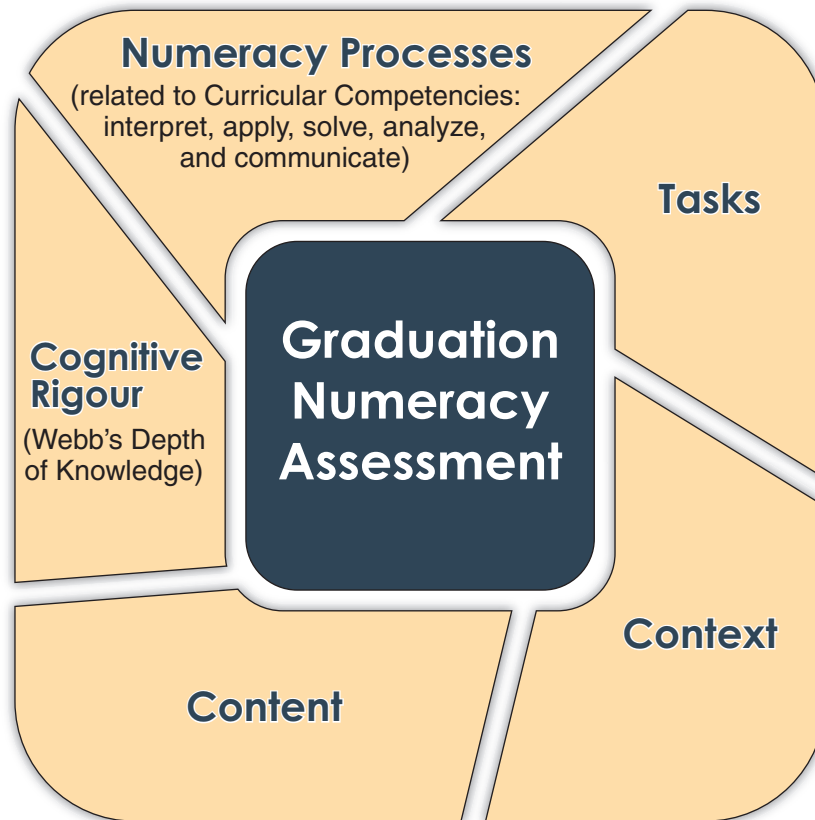 Numeracy Processes
(related to Curricular Competencies:
interpret, apply, solve, analyze,
and communicate)
Tasks
Cognitive
Rigour
(Webb's Depth
of Knowledge)
Graduation
Numeracy
Assessment
Context
Content